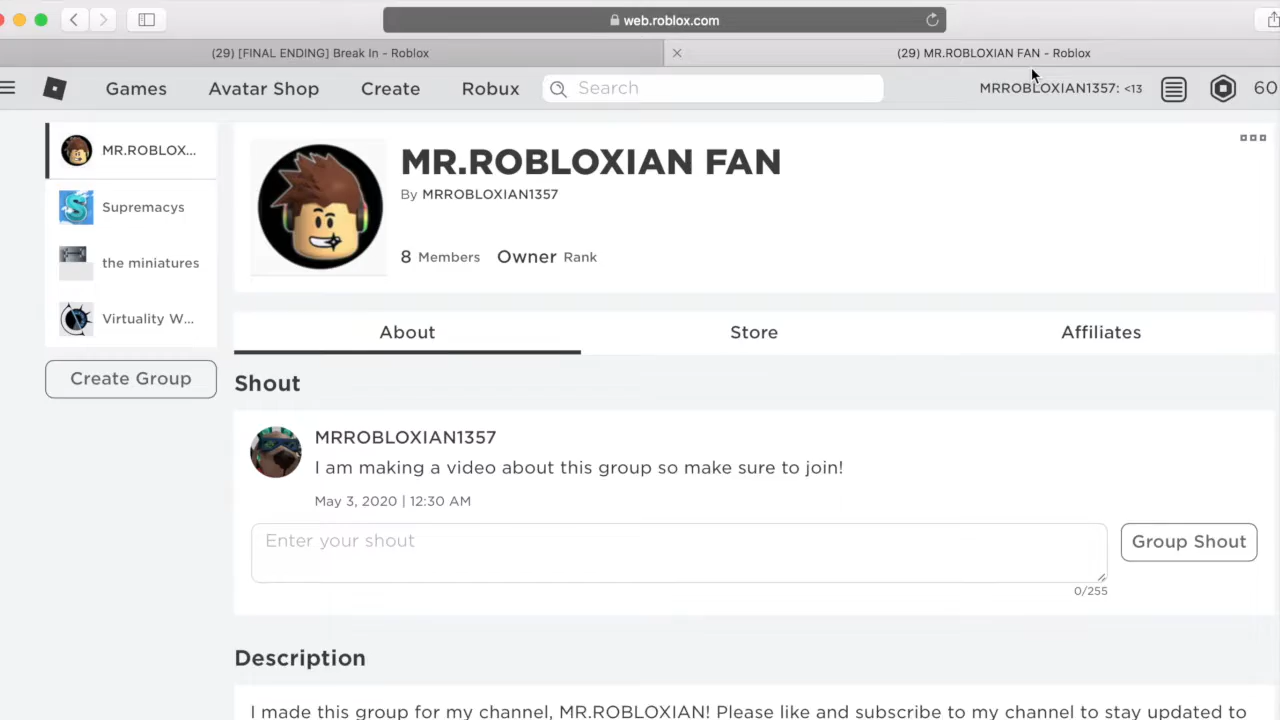 web.roblox.com
(29) [FINAL ENDING] Break In - Roblox
(29) MR.ROBLOXIAN FAN - Roblox
Games Avatar Shop Create Robux Search MRROBLOXIAN1357: <13 60
MR.ROBLOX...
Supremacys
the miniatures
Virtuality W...
Create Group
MR.ROBLOXIAN FAN
By MRROBLOXIAN1357
8 Members Owner Rank
About Store Affiliates
Shout
MRROBLOXIAN1357
I am making a video about this group so make sure to join!
May 3, 2020 | 12:30 AM
Enter your shout
Group Shout
0/255
Description
I made this group for my channel, MR.ROBLOXIAN! Please like and subscribe to my channel to stay updated to